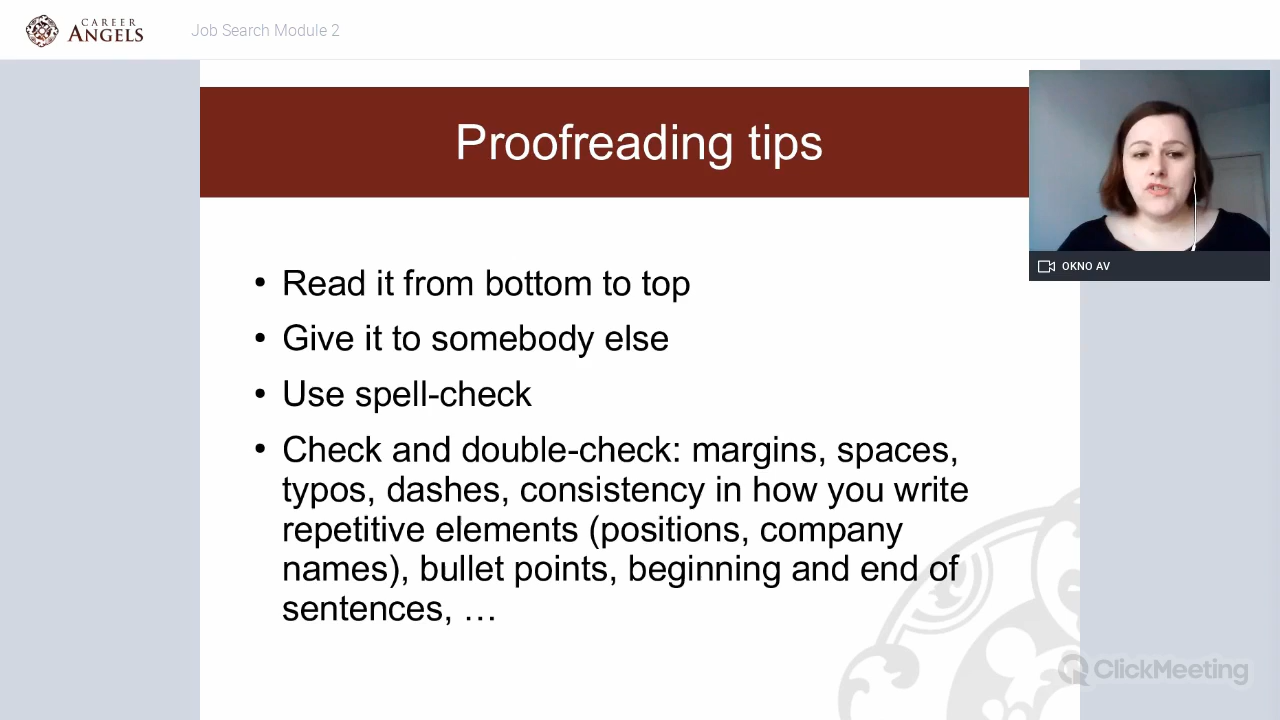 CAREER
ANGELS
Job Search Module 2
Proofreading tips
OKNO AV
• Read it from bottom to top
• Give it to somebody else
• Use spell-check
• Check and double-check: margins, spaces,
typos, dashes, consistency in how you write
repetitive elements (positions, company
names), bullet points, beginning and end of
sentences, …
ClickMeeting